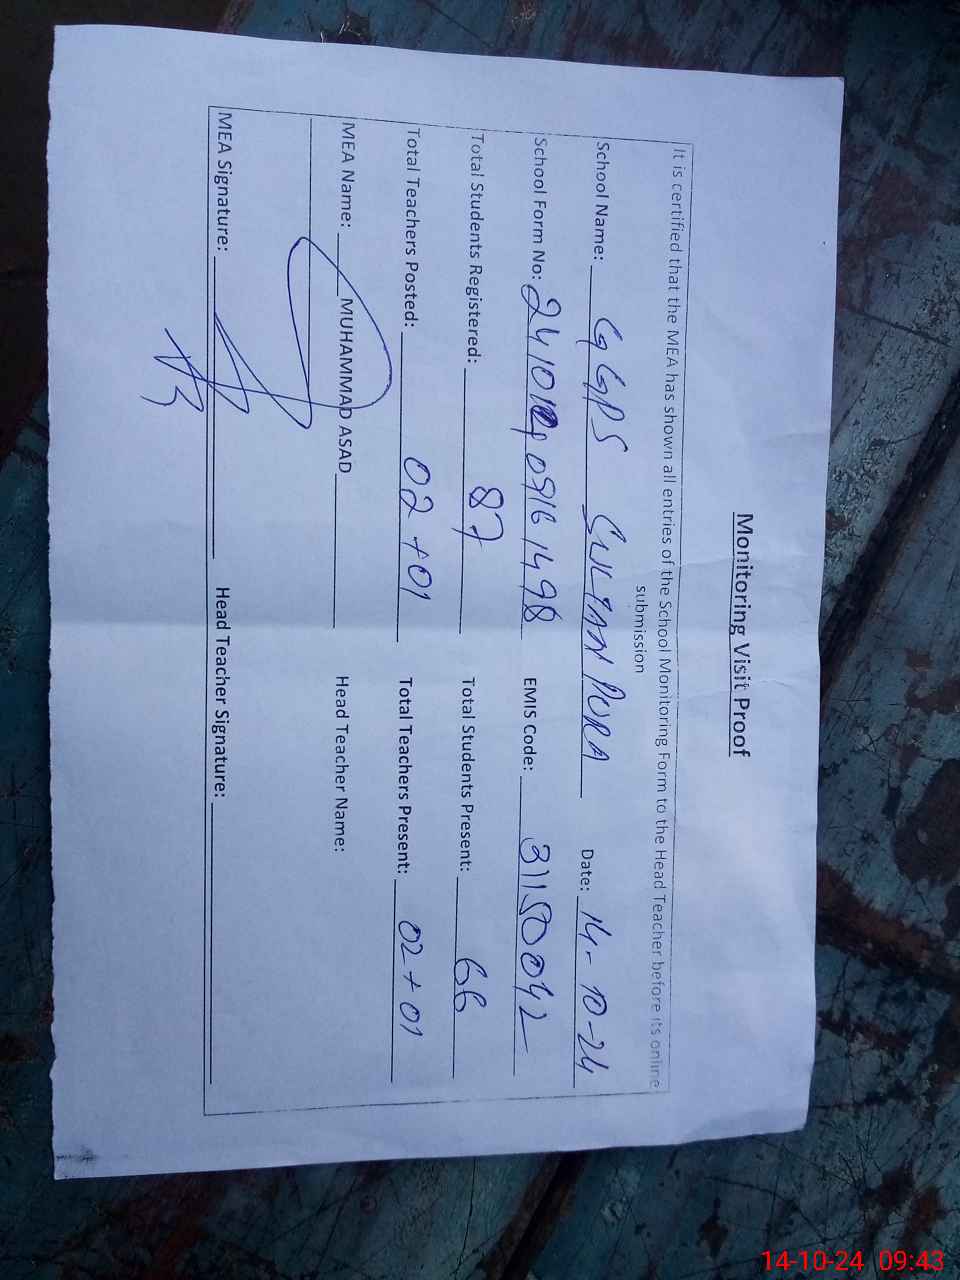 Monitoring Visit Proof
It is certified that the MEA has shown all entries of the School Monitoring Form to the Head Teacher before its online
submission
School Name: GGPS SULTAN PURA Date: 14-10-24
School Form No: EMIS Code: 31150042
Total Students Registered: 87 Total Students Present: 66
Total Teachers Posted: 02+01 Total Teachers Present: 02+01
MEA Name: MUHAMMAD ASAD Head Teacher Name:
MEA Signature: Head Teacher Signature:
14-10-24 09:43